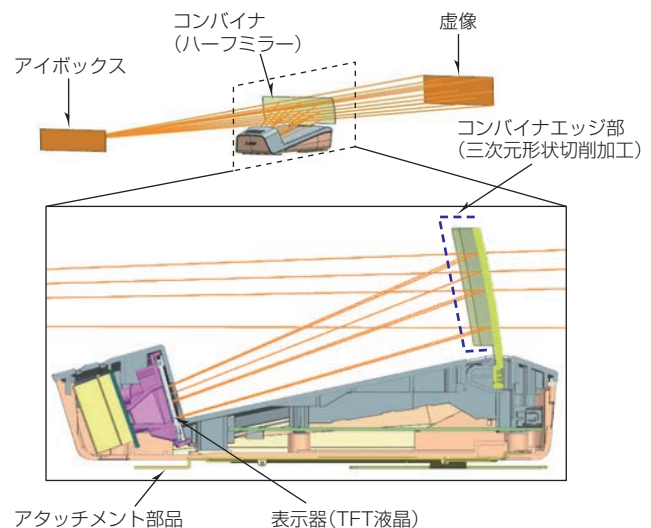 コンバイナ
(ハーフミラー)
虚像
アイボックス
コンバイナエッジ部
(三次元形状切削加工)
アタッチメント部品
表示器(TFT液晶)